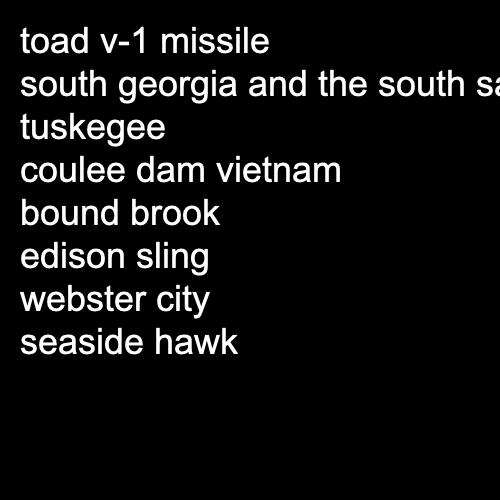 toad v-1 missile
south georgia and the south
tuskegee
coulee dam vietnam
bound brook
edison sling
webster city
seaside hawk